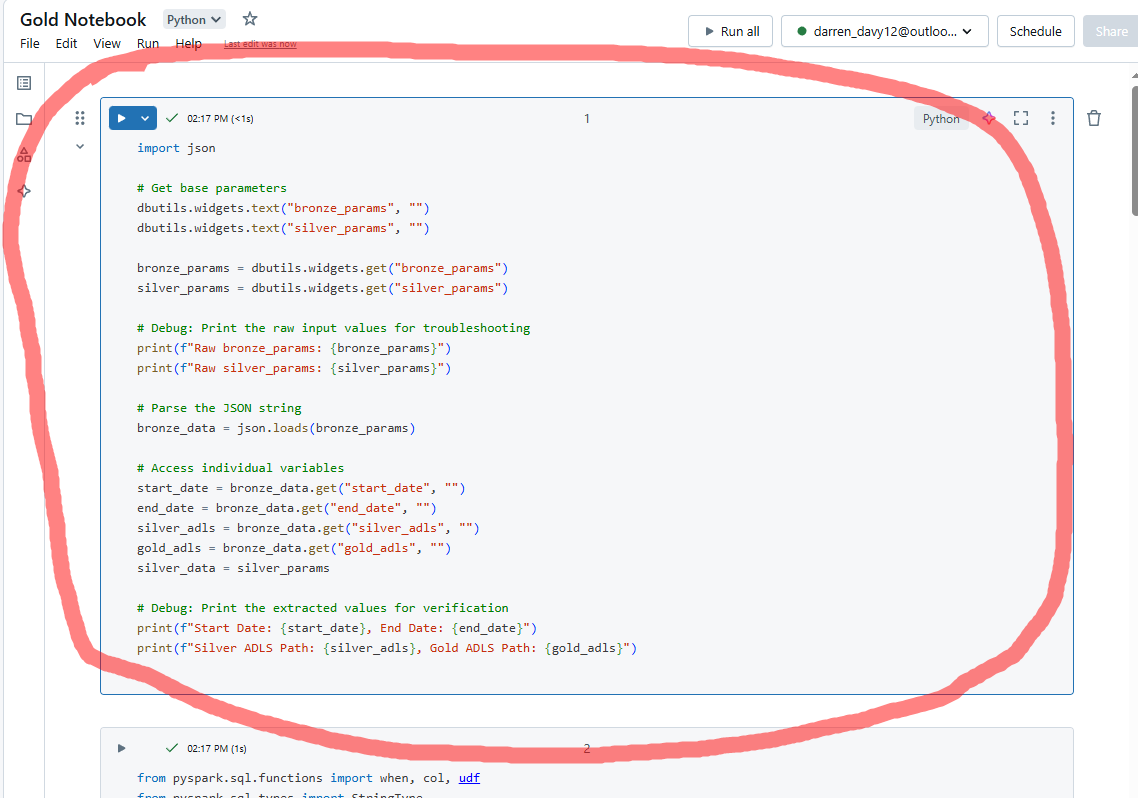 Gold Notebook Python
File Edit View Run Help Last edit was now
Run all darren_davy12@outloo... Schedule Share
02:17 PM (<1s) 1 Python
import json
# Get base parameters
dbutils.widgets.text("bronze_params", "")
dbutils.widgets.text("silver_params", "")
bronze_params = dbutils.widgets.get("bronze_params")
silver_params = dbutils.widgets.get("silver_params")
# Debug: Print the raw input values for troubleshooting
print(f"Raw bronze_params: {bronze_params}")
print(f"Raw silver_params: {silver_params}")
# Parse the JSON string
bronze_data = json.loads(bronze_params)
# Access individual variables
start_date = bronze_data.get("start_date", "")
end_date = bronze_data.get("end_date", "")
silver_adls = bronze_data.get("silver_adls", "")
gold_adls = bronze_data.get("gold_adls", "")
silver_data = silver_params
# Debug: Print the extracted values for verification
print(f"Start Date: {start_date}, End Date: {end_date}")
print(f"Silver ADLS Path: {silver_adls}, Gold ADLS Path: {gold_adls}")
02:17 PM (1s) 2
from pyspark.sql.functions import when, col, udf
from pyspark.sql.types import StringType